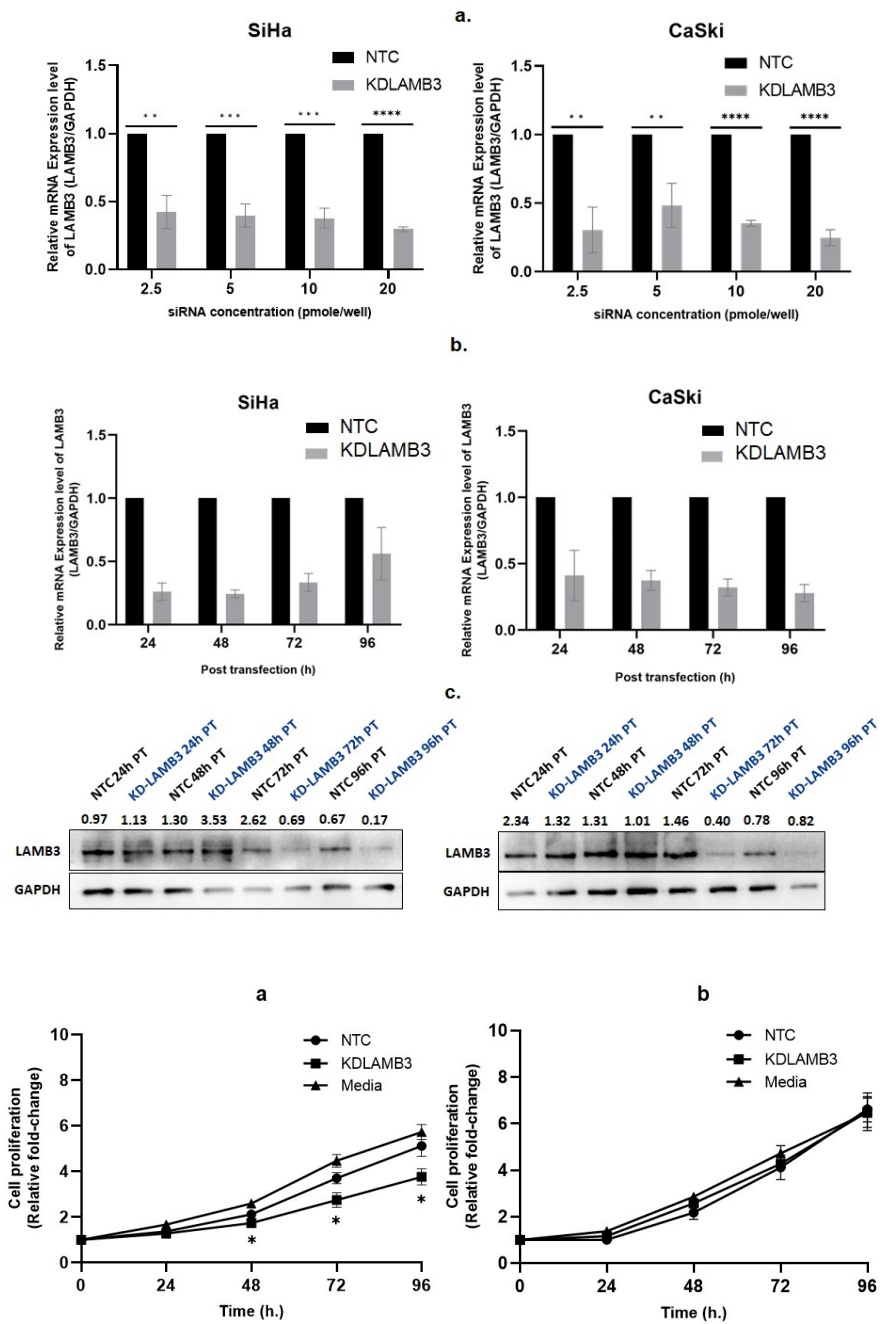 a.
SiHa
NTC
KDLAMB3
Relative mRNA Expression level
of LAMB3 (LAMB3/GAPDH)
1.5
1.0
0.5
0.0
**
***
***
****
2.5 5 10 20
siRNA concentration (pmole/well)
CaSki
NTC
KDLAMB3
Relative mRNA Expression level
of LAMB3 (LAMB3/GAPDH)
1.5
1.0
0.5
0.0
**
**
****
****
2.5 5 10 20
siRNA concentration (pmole/well)
b.
SiHa
NTC
KDLAMB3
Relative mRNA Expression level of LAMB3
(LAMB3/GAPDH)
1.5
1.0
0.5
0.0
24 48 72 96
Post transfection (h)
CaSki
NTC
KDLAMB3
Relative mRNA Expression level of LAMB3
(LAMB3/GAPDH)
1.5
1.0
0.5
0.0
24 48 72 96
Post transfection (h)
c.
NTC 24h PT
KD-LAMB3 24h PT
NTC 48h PT
KD-LAMB3 48h PT
NTC 72h PT
KD-LAMB3 72h PT
NTC 96h PT
KD-LAMB3 96h PT
0.97 1.13 1.30 3.53 2.62 0.69 0.67 0.17
LAMB3
GAPDH
NTC 24h PT
KD-LAMB3 24h PT
NTC 48h PT
KD-LAMB3 48h PT
NTC 72h PT
KD-LAMB3 72h PT
NTC 96h PT
KD-LAMB3 96h PT
2.34 1.32 1.31 1.01 1.46 0.40 0.78 0.82
LAMB3
GAPDH
a
NTC
KDLAMB3
Media
Cell proliferation
(Relative fold-change)
10
8
6
4
2
0
*
*
*
0 24 48 72 96
Time (h.)
b
NTC
KDLAMB3
Media
Cell proliferation
(Relative fold-change)
10
8
6
4
2
0
0 24 48 72 96
Time (h.)